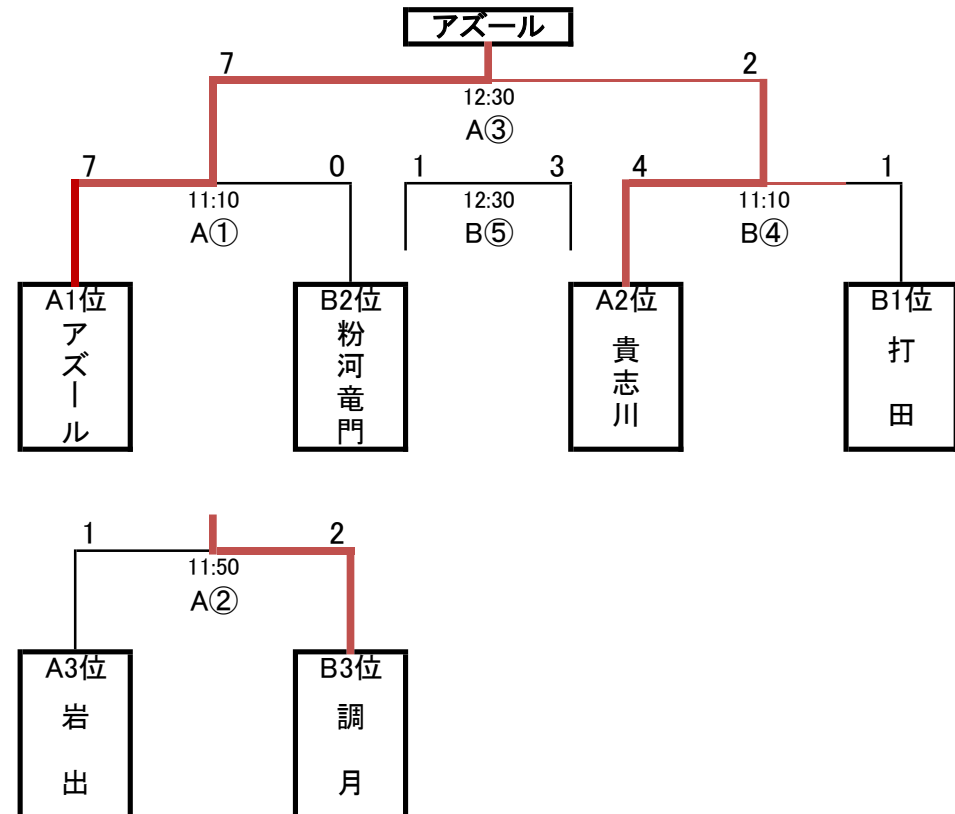 アズール
7 2
12:30
A③
7 0 1 3 4 1
11:10 12:30 11:10
A① B⑤ B④
A1位 B2位 A2位 B1位
アズール 粉河竜門 貴志川 打田
1 2
11:50
A②
A3位 B3位
岩出 調月